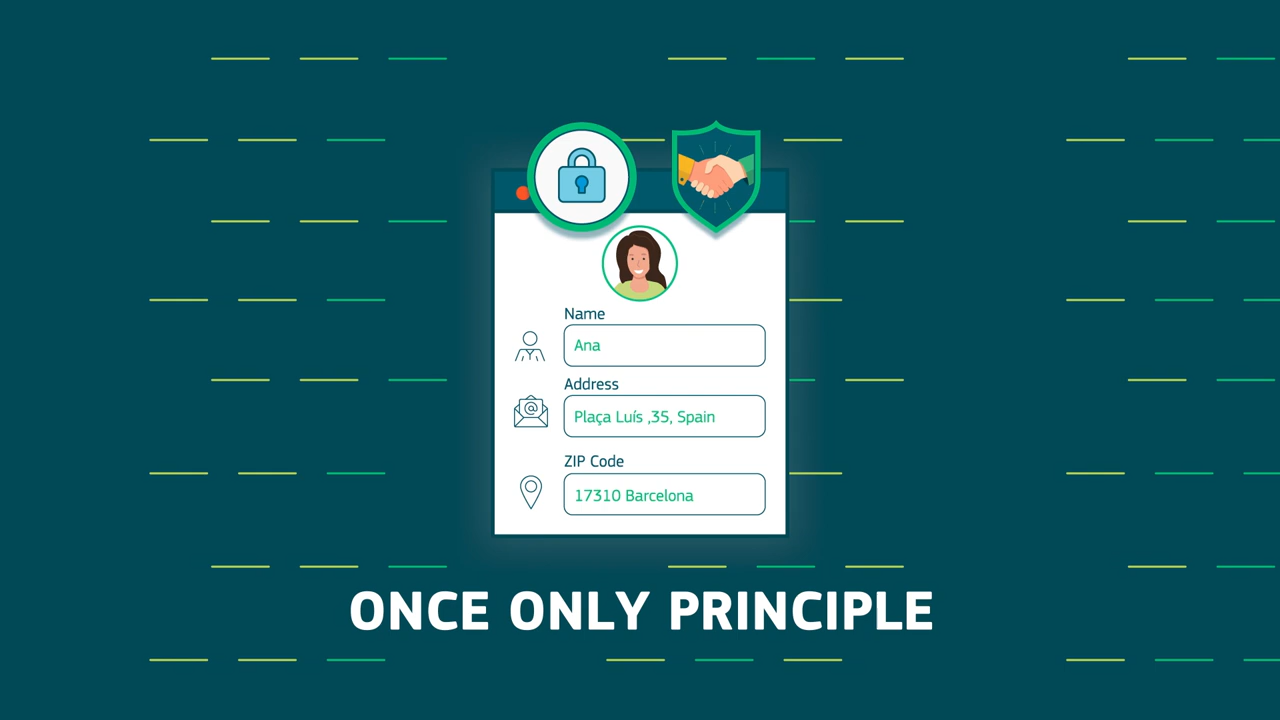 Name
Ana
Address
Plaça Luís ,35, Spain
ZIP Code
17310 Barcelona
ONCE ONLY PRINCIPLE